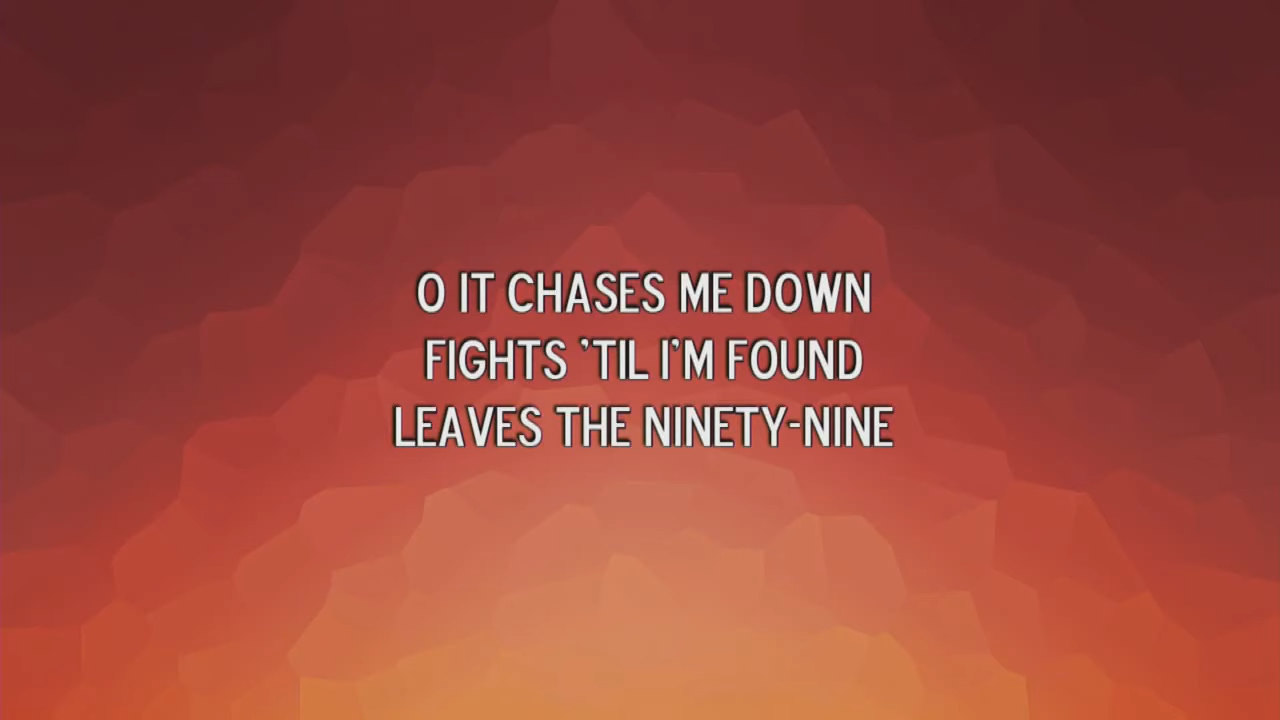 O IT CHASES ME DOWN
FIGHTS 'TIL I'M FOUND
LEAVES THE NINETY-NINE